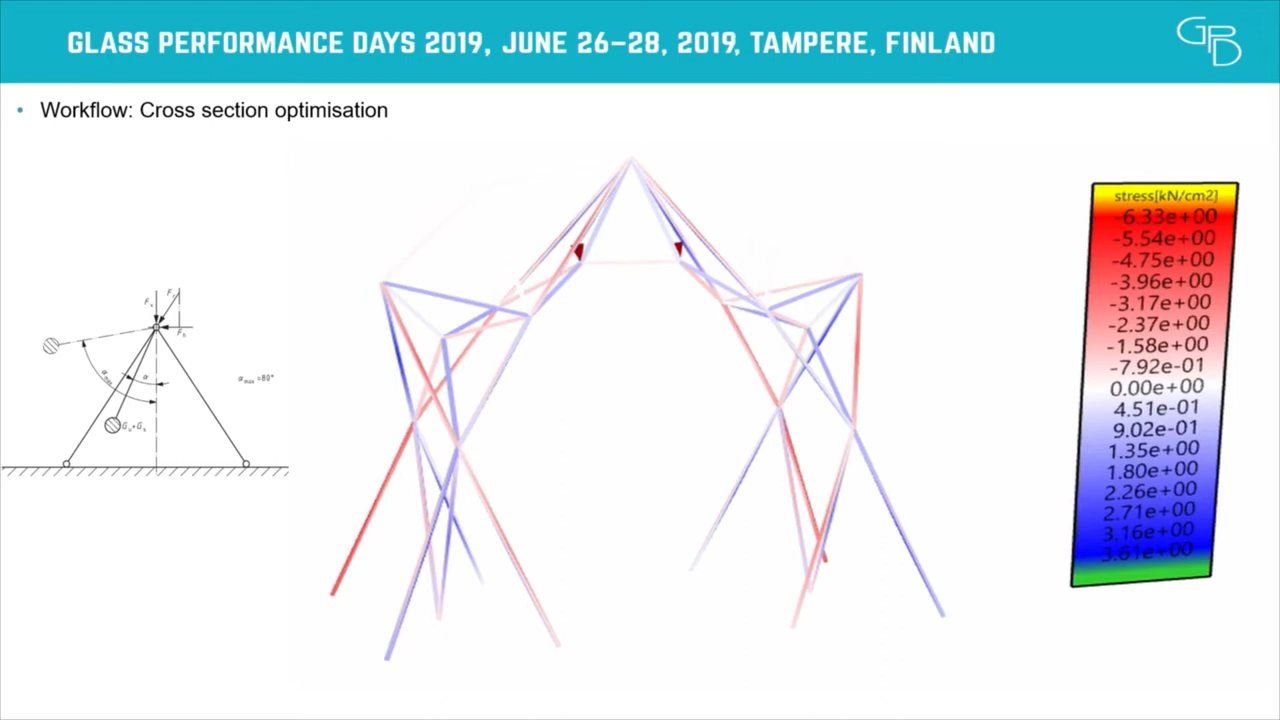 GLASS PERFORMANCE DAYS 2019, JUNE 26–28, 2019, TAMPERE, FINLAND
GPD
• Workflow: Cross section optimisation
stress[kN/cm2]
-6.33e+00
-5.54e+00
-4.75e+00
-3.96e+00
-3.17e+00
-2.37e+00
-1.58e+00
-7.92e-01
0.00e+00
4.51e-01
9.02e-01
1.35e+00
1.80e+00
2.26e+00
2.71e+00
3.16e+00
3.61e+00
α max =80°
α max
α